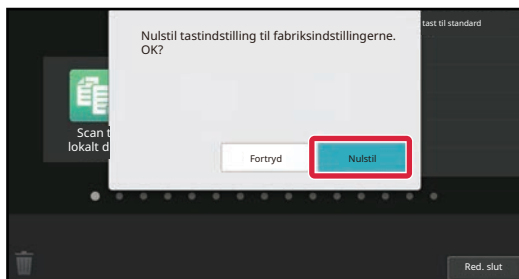 tast til standard
Nulstil tastindstilling til fabriksindstillingerne.
OK?
Scan t
lokalt d
Fortryd
Nulstil
Red. slut